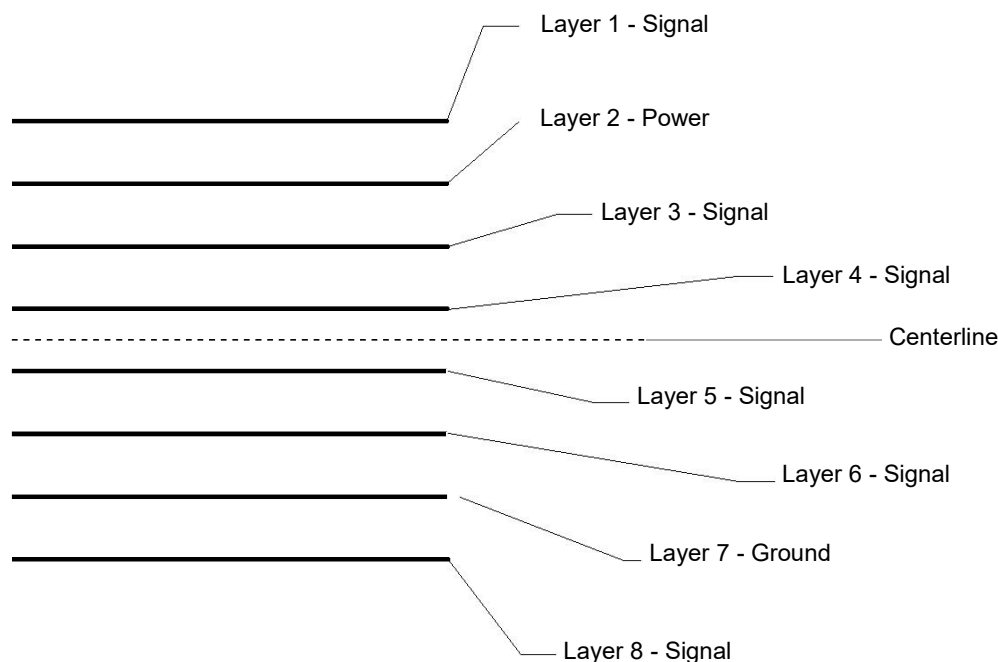 Layer 1 - Signal
Layer 2 - Power
Layer 3 - Signal
Layer 4 - Signal
Centerline
Layer 5 - Signal
Layer 6 - Signal
Layer 7 - Ground
Layer 8 - Signal